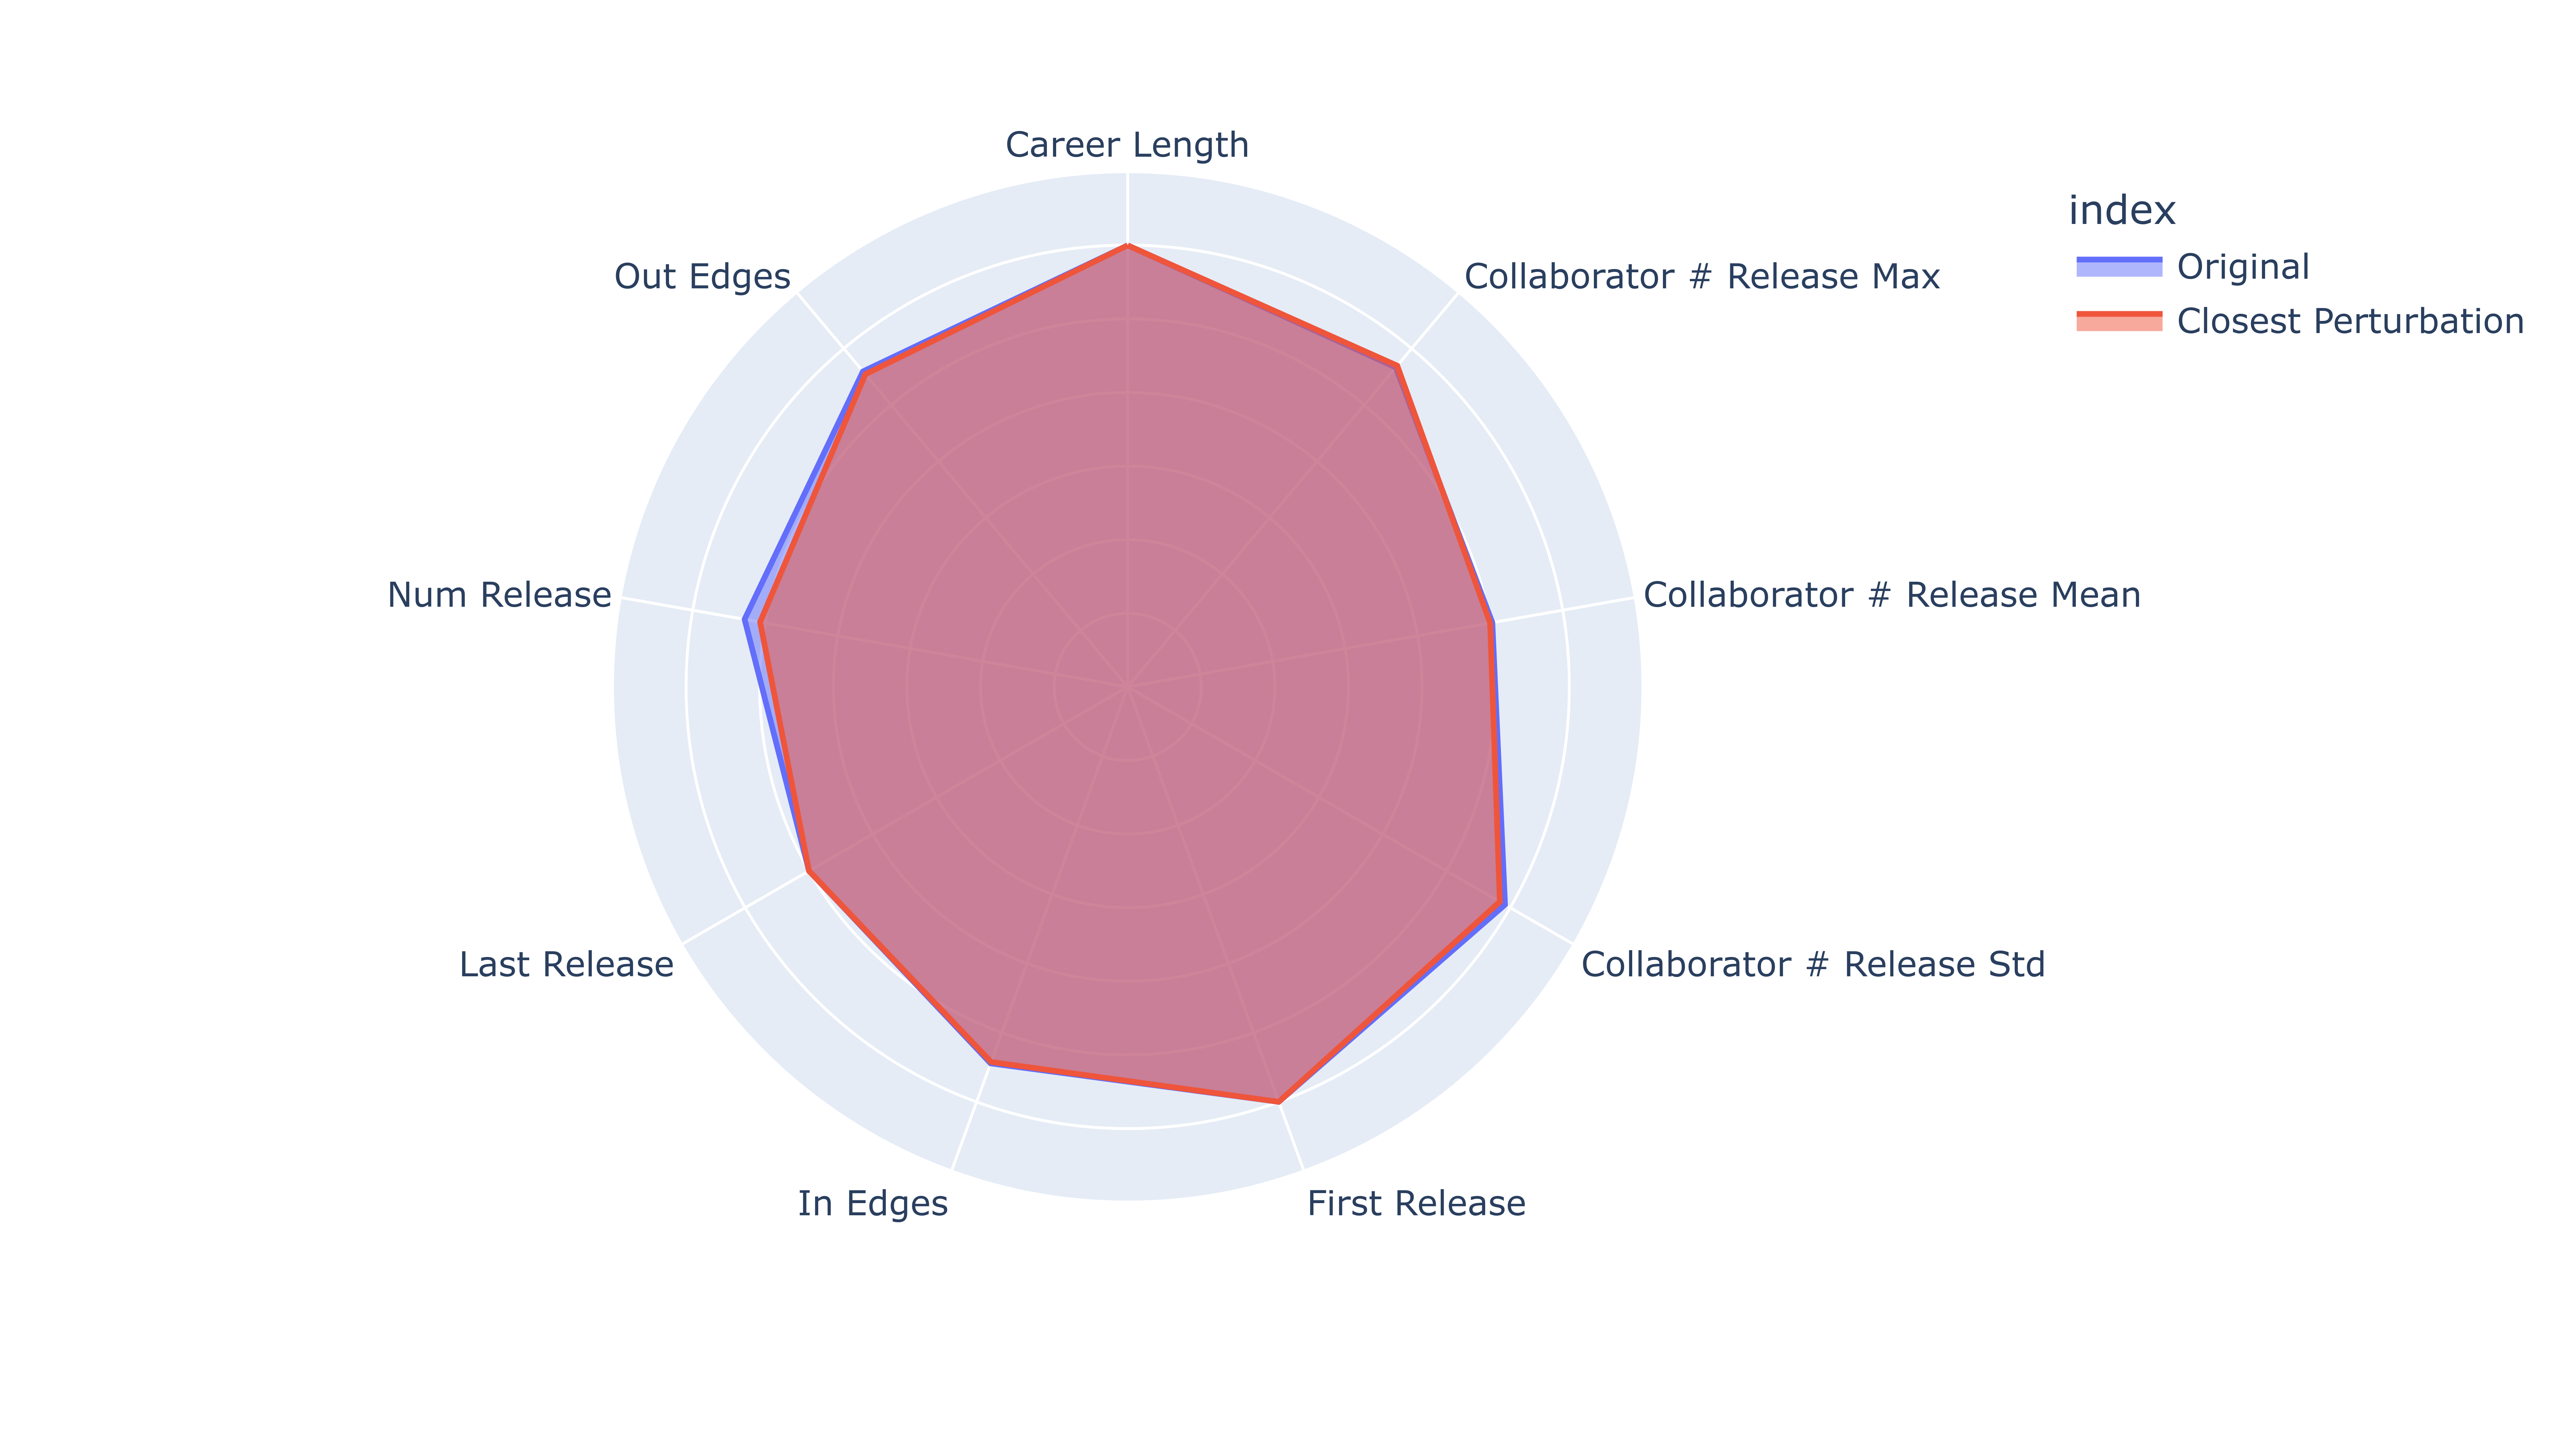 Career Length
Collaborator # Release Max
Collaborator # Release Mean
Collaborator # Release Std
First Release
In Edges
Last Release
Num Release
Out Edges
index
Original
Closest Perturbation